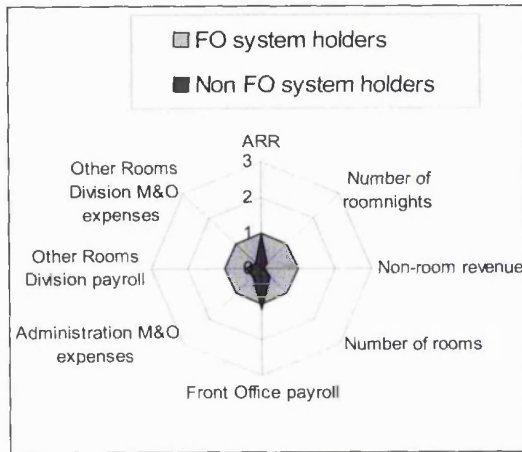 FO system holders
Non FO system holders
ARR
3
2
1
0
Number of
roomnights
Non-room revenue
Number of rooms
Front Office payroll
Administration M&O
expenses
Other Rooms
Division payroll
Other Rooms
Division M&O
expenses